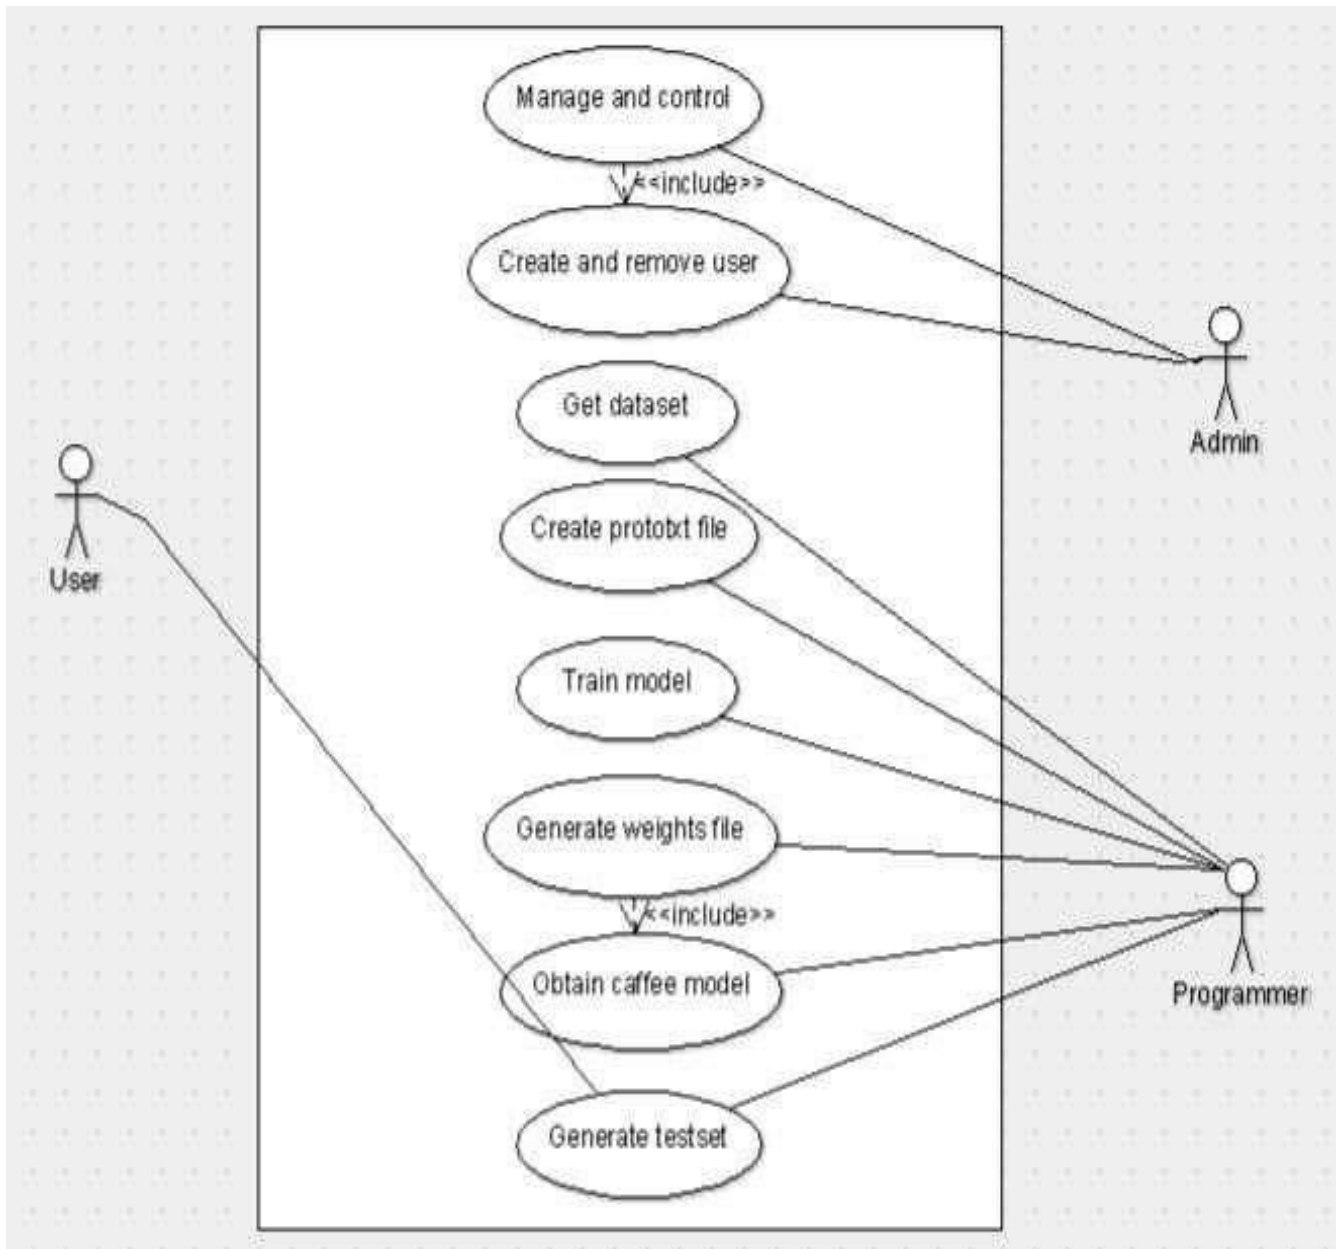 Manage and control
<<include>>
Create and remove user
Get dataset
Admin
Create prototxt file
User
Train model
Generate weights file
<<include>>
Obtain caffee model
Programmer
Generate testset